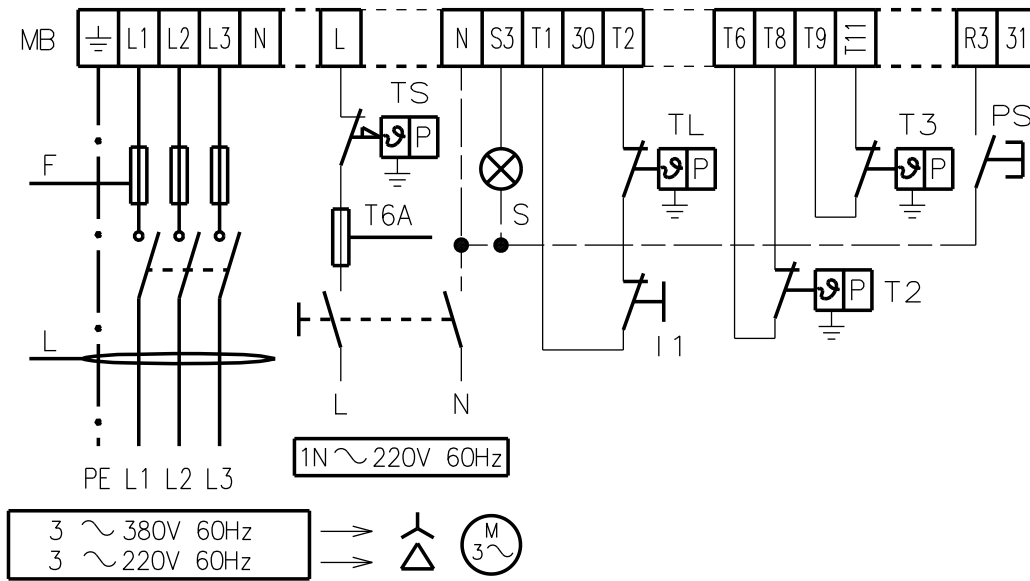 MB L1 L2 L3 N L N S3 T1 30 T2 T6 T8 T9 T11 R3 31
TS TL T3 PS
ϑ P ϑ P ϑ P
F
T6A S
ϑ P T2
L I1
L N
1N ~ 220V 60Hz
PE L1 L2 L3
3 ~ 380V 60Hz
3 ~ 220V 60Hz
M
3 ~